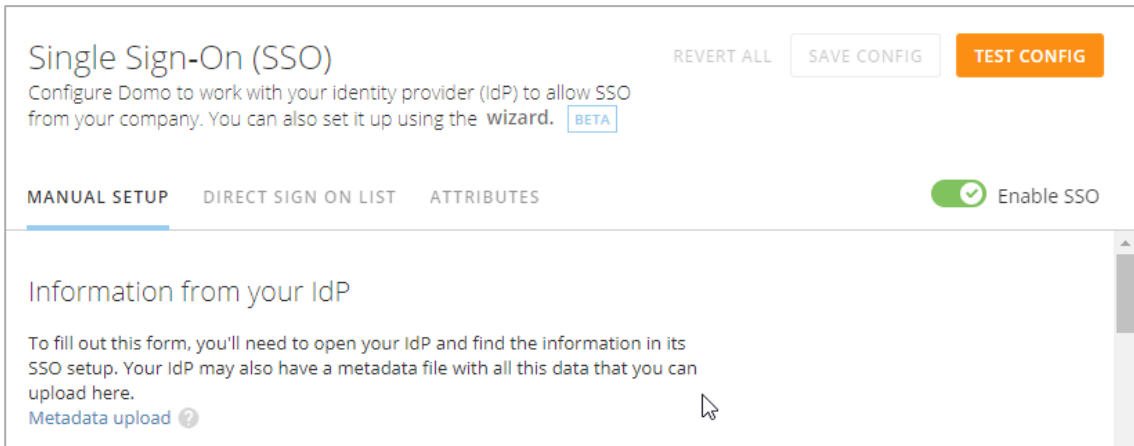 Single Sign-On (SSO)
REVERT ALL
SAVE CONFIG
TEST CONFIG
Configure Domo to work with your identity provider (IdP) to allow SSO
from your company. You can also set it up using the wizard. BETA
MANUAL SETUP
DIRECT SIGN ON LIST
ATTRIBUTES
Enable SSO
Information from your IdP
To fill out this form, you'll need to open your IdP and find the information in its
SSO setup. Your IdP may also have a metadata file with all this data that you can
upload here.
Metadata upload ?